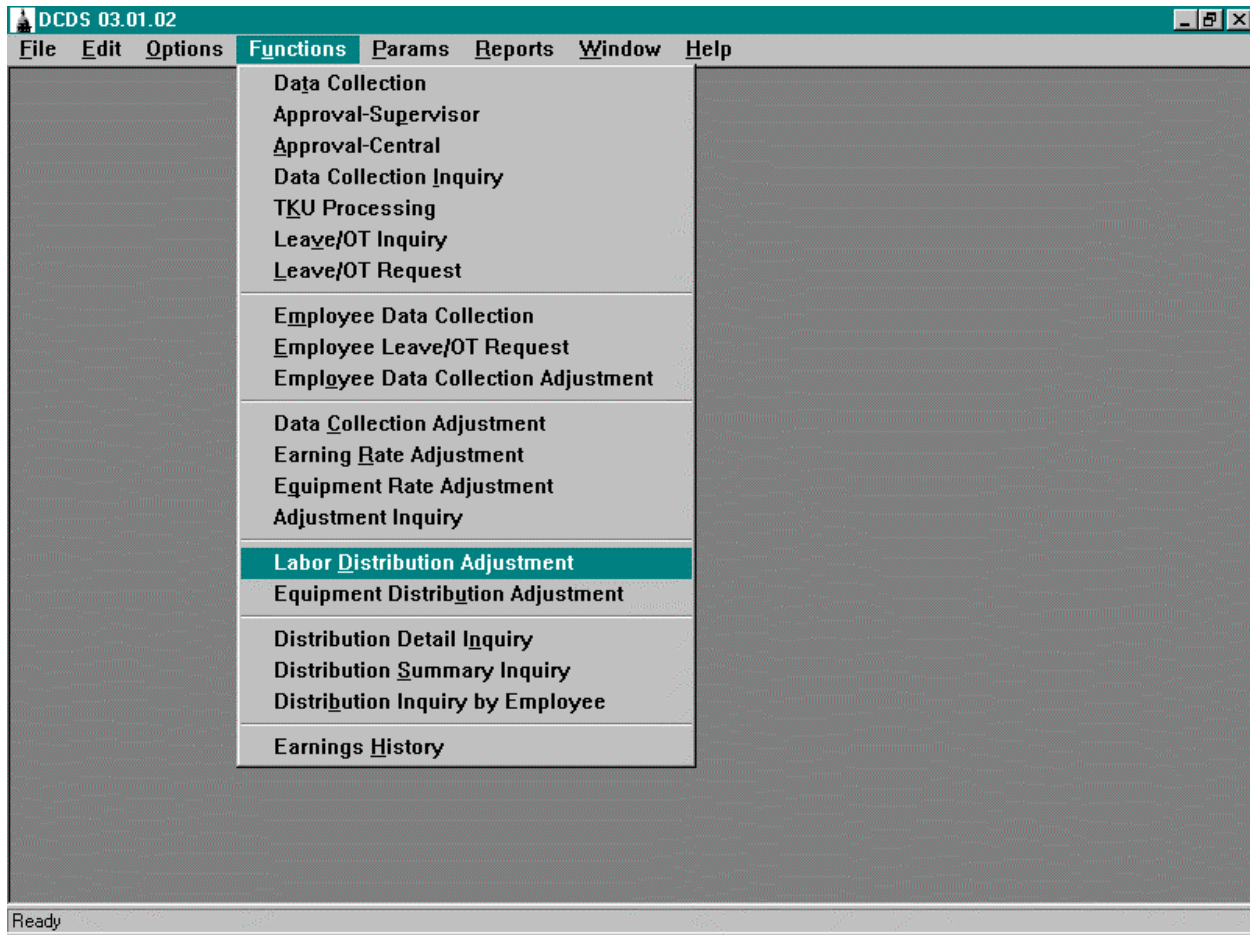 DCDS 03.01.02
File Edit Options Functions Params Reports Window Help
Data Collection
Approval-Supervisor
Approval-Central
Data Collection Inquiry
TKU Processing
Leave/OT Inquiry
Leave/OT Request
Employee Data Collection
Employee Leave/OT Request
Employee Data Collection Adjustment
Data Collection Adjustment
Earning Rate Adjustment
Equipment Rate Adjustment
Adjustment Inquiry
Labor Distribution Adjustment
Equipment Distribution Adjustment
Distribution Detail Inquiry
Distribution Summary Inquiry
Distribution Inquiry by Employee
Earnings History
Ready